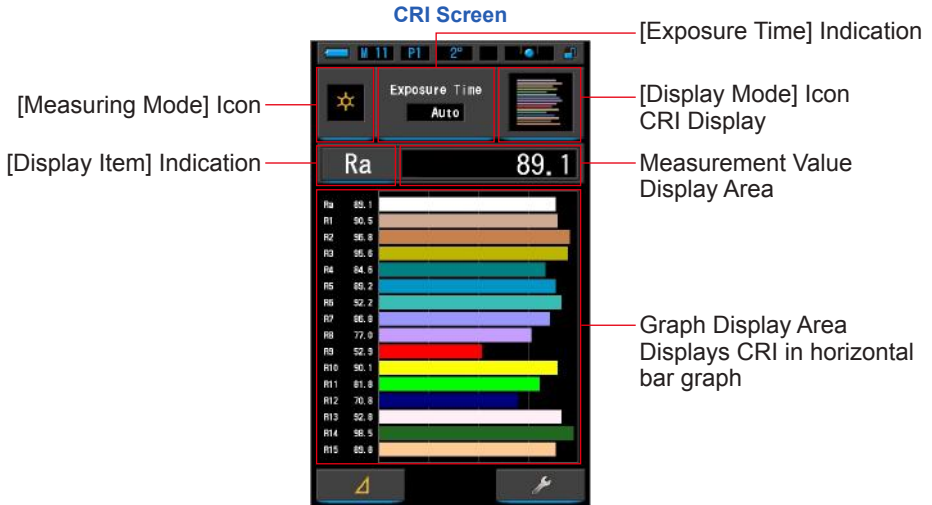 CRI Screen
[Exposure Time] Indication
M 11 P1 2°
[Measuring Mode] Icon
Exposure Time
Auto
[Display Mode] Icon
CRI Display
[Display Item] Indication
Ra 89.1
Measurement Value
Display Area
Ra 89.1
R1 90.5
R2 96.8
R3 95.6
R4 84.6
R5 89.2
R6 92.2
R7 86.9
R8 77.0
R9 52.9
R10 90.1
R11 81.8
R12 70.8
R13 92.8
R14 98.5
R15 89.8
Graph Display Area
Displays CRI in horizontal
bar graph